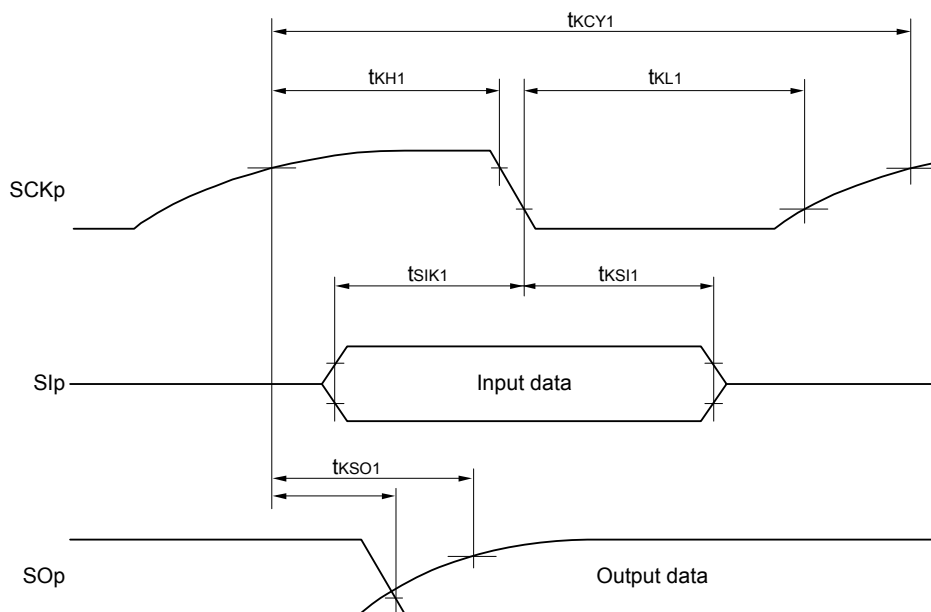 tKCY1
tKH1
tKL1
SCKp
tSIK1
tKSI1
SIp
Input data
tKSO1
SOp
Output data